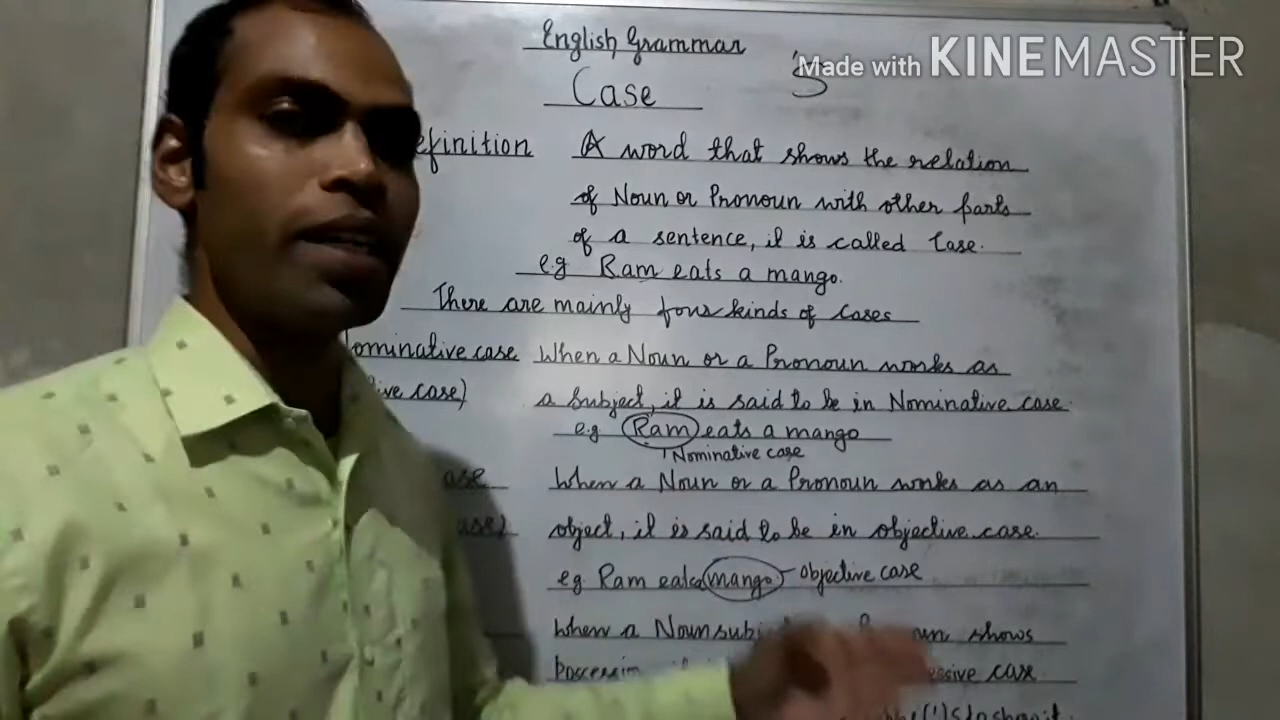 English Grammar
's
Made with KINEMASTER
Case
efinition A word that shows the relation
of Noun or Pronoun with other parts
of a sentence, it is called Case.
e.g Ram eats a mango.
There are mainly four kinds of Cases
Nominative case When a Noun or a Pronoun works as
ive case) a Subject, it is said to be in Nominative case.
e.g Ram eats a mango
Nominative case
ase When a Noun or a Pronoun works as an
ase) object, it is said to be in objective case.
eg Ram eats mango - objective case
When a Noun shows
essive case
(')s